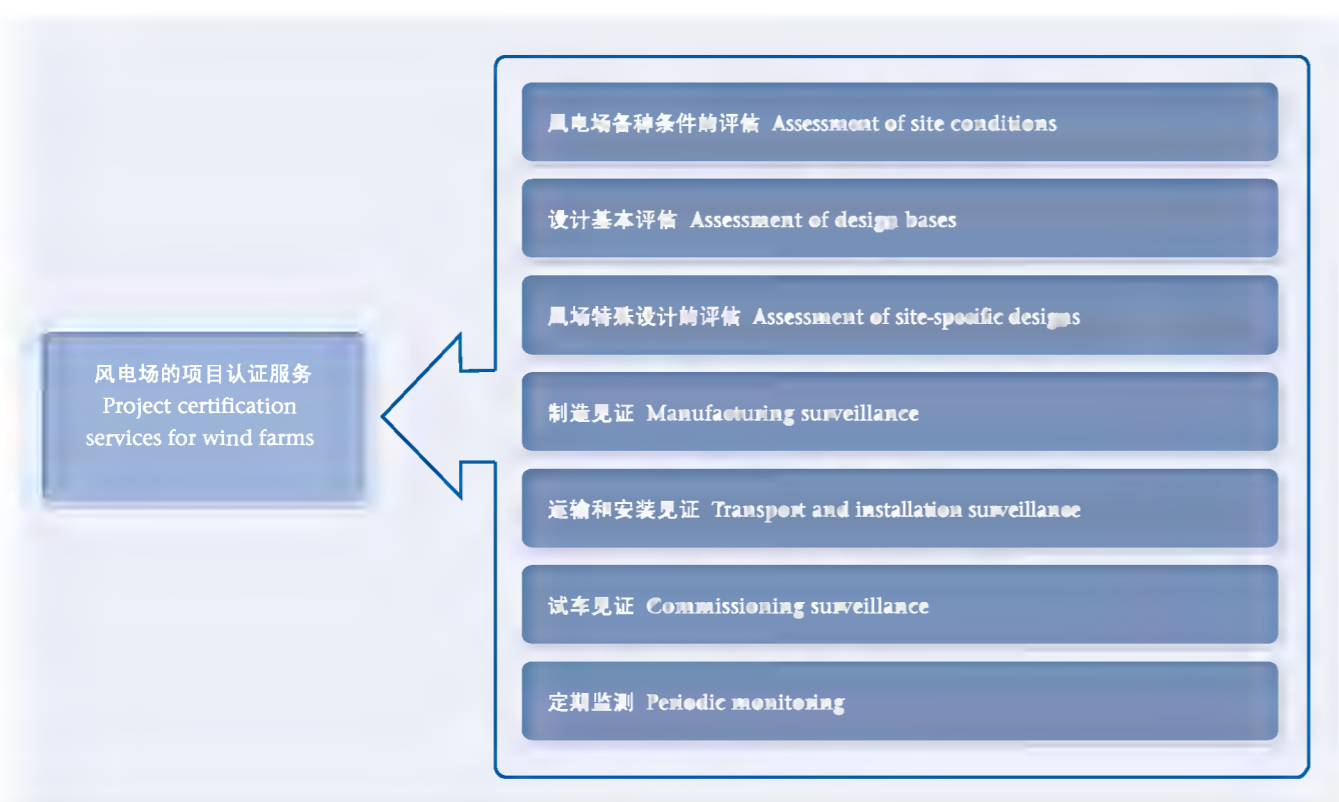 风电场的项目认证服务
Project certification
services for wind farms
风电场各种条件的评估 Assessment of site conditions
设计基本评估 Assessment of design bases
风场特殊设计的评估 Assessment of site-specific designs
制造见证 Manufacturing surveillance
运输和安装见证 Transport and installation surveillance
试车见证 Commissioning surveillance
定期监测 Periodic monitoring